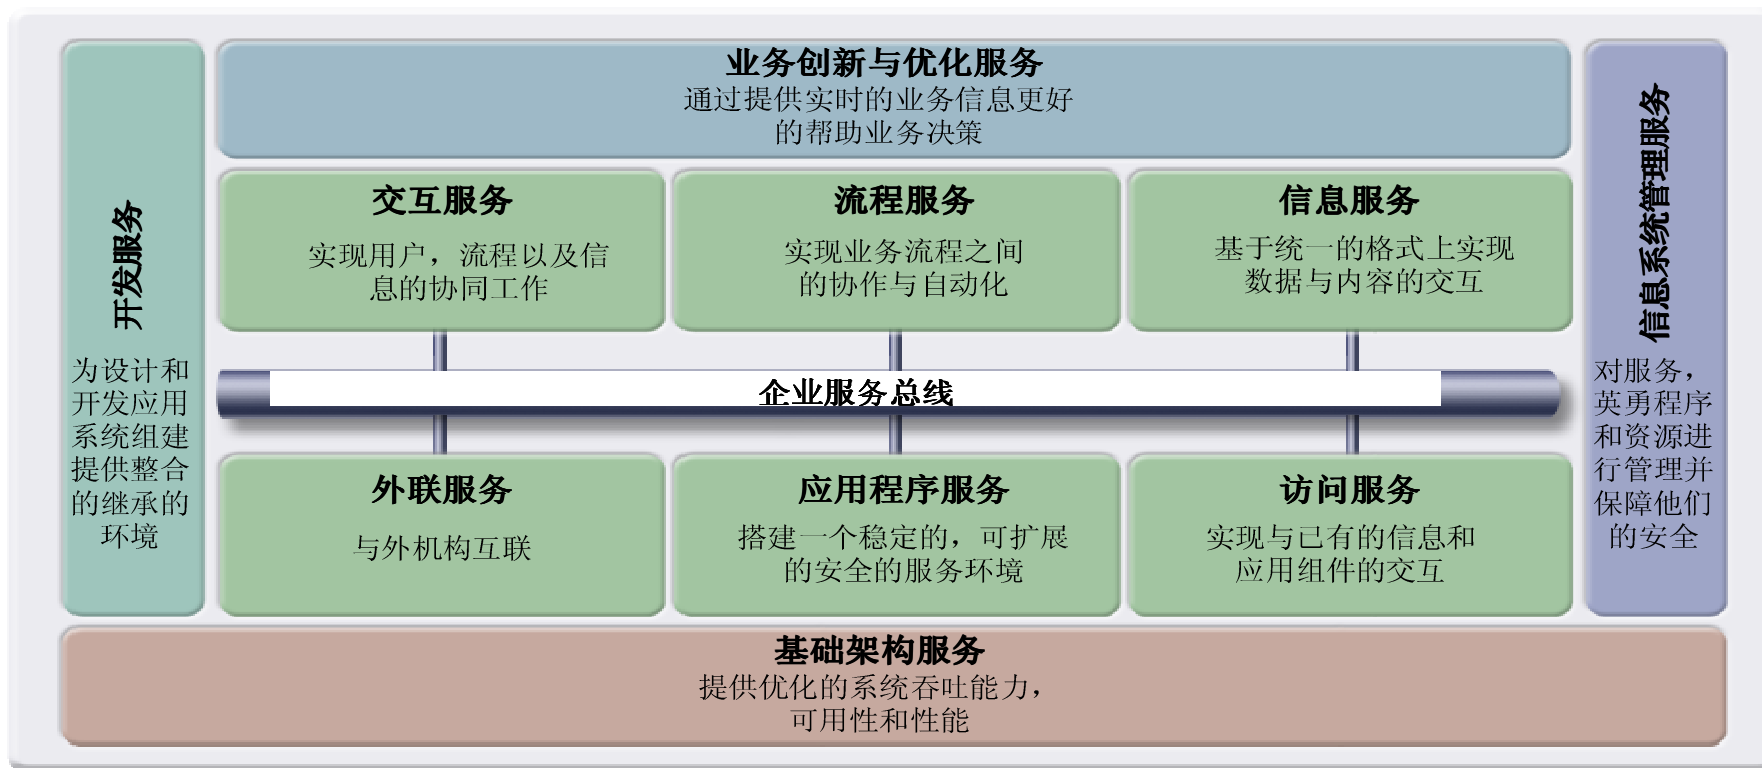 业务创新与优化服务
通过提供实时的业务信息更好
的帮助业务决策
开发服务
为设计和
开发应用
系统组建
提供整合
的继承的
环境
交互服务
实现用户，流程以及信
息的协同工作
流程服务
实现业务流程之间
的协作与自动化
信息服务
基于统一的格式上实现
数据与内容的交互
企业服务总线
外联服务
与外机构互联
应用程序服务
搭建一个稳定的，可扩展
的安全的服务环境
访问服务
实现与已有的信息和
应用组件的交互
信息系统管理服务
对服务，
英勇程序
和资源进
行管理并
保障他们
的安全
基础架构服务
提供优化的系统吞吐能力，
可用性和性能